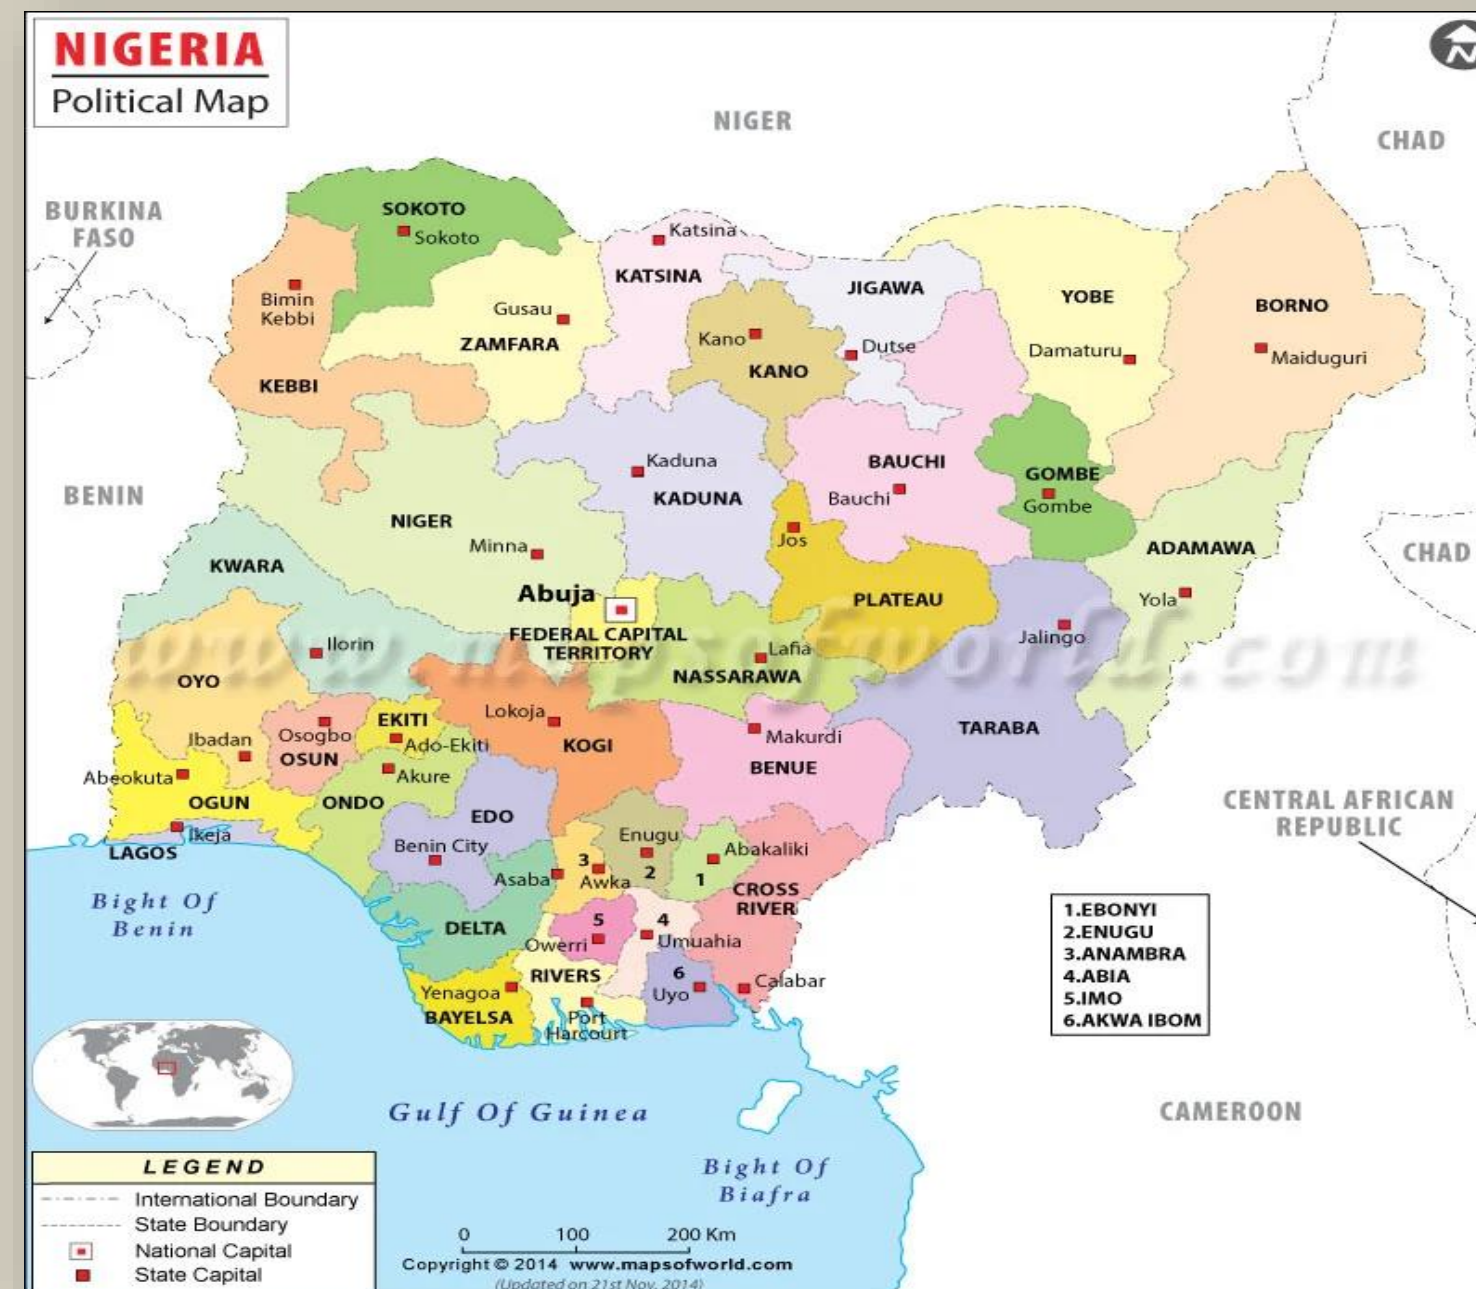 NIGERIA
Political Map
N
NIGER
CHAD
BURKINA
FASO
SOKOTO
Sokoto
Katsina
KATSINA
JIGAWA
YOBE
BORNO
Bimin
Kebbi
Gusau
ZAMFARA
Kano
KANO
Dutse
Damaturu
Maiduguri
KEBBI
BENIN
Kaduna
KADUNA
BAUCHI
Bauchi
GOMBE
Gombe
NIGER
Minna
Jos
ADAMAWA
CHAD
KWARA
Abuja
FEDERAL CAPITAL
TERRITORY
PLATEAU
Yola
Ilorin
Lafia
NASSARAWA
Jalingo
www.mapsofworld.com
OYO
TARABA
EKITI
Ado-Ekiti
Lokoja
KOGI
Makurdi
BENUE
Ibadan
Osogbo
OSUN
Abeokuta
Akure
OGUN
ONDO
EDO
CENTRAL AFRICAN
REPUBLIC
Ikeja
LAGOS
Benin City
Enugu
2
Abakaliki
1
3
Awka
Asaba
CROSS
RIVER
Bight Of
Benin
DELTA
5
Owerri
4
Umuahia
RIVERS
6
Uyo
Calabar
Yenagoa
BAYELSA
Port
Harcourt
1.EBONYI
2.ENUGU
3.ANAMBRA
4.ABIA
5.IMO
6.AKWA IBOM
Gulf Of Guinea
CAMEROON
Bight Of
Biafra
LEGEND
International Boundary
State Boundary
National Capital
State Capital
0 100 200 Km
Copyright © 2014 www.mapsofworld.com
(Updated on 21st Nov, 2014)